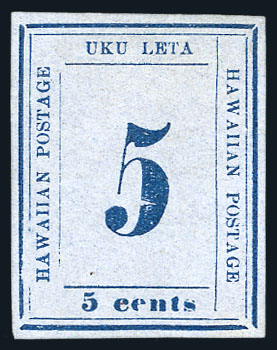 UKU LETA
HAWAIIAN POSTAGE
5
HAWAIIAN POSTAGE
5 cents